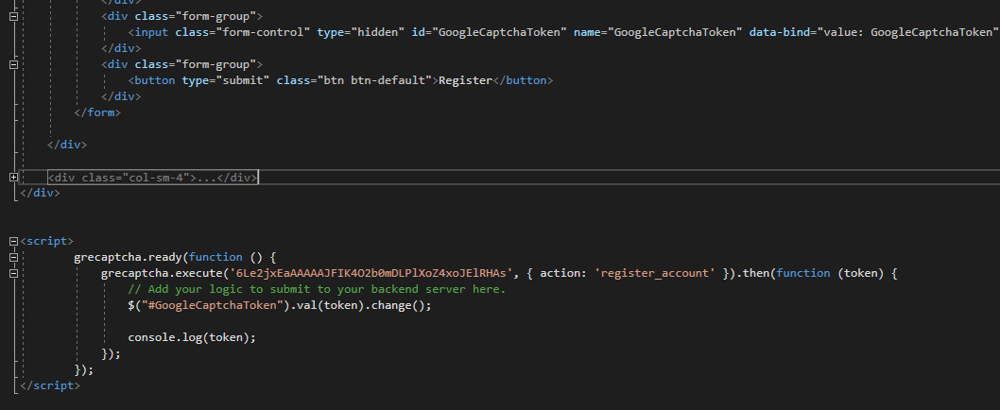 </div>
<div class="form-group">
<input class="form-control" type="hidden" id="GoogleCaptchaToken" name="GoogleCaptchaToken" data-bind="value: GoogleCaptchaToken"
</div>
<div class="form-group">
<button type="submit" class="btn btn-default">Register</button>
</div>
</form>
</div>
<div class="col-sm-4">...</div>
</div>
<script>
grecaptcha.ready(function () {
grecaptcha.execute('6Le2jxEaAAAAAJFIK4O2b0mDLPlXoZ4xoJElRHAs', { action: 'register_account' }).then(function (token) {
// Add your logic to submit to your backend server here.
$("#GoogleCaptchaToken").val(token).change();
console.log(token);
});
});
</script>